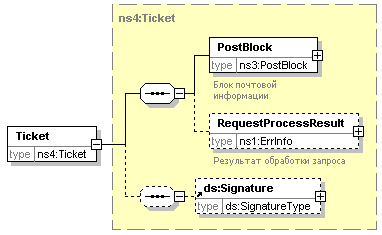 ns4:Ticket
PostBlock
type ns3:PostBlock
Блок почтовой
информации
RequestProcessResult
type ns1:ErrInfo
Результат обработки запроса
Ticket
type ns4:Ticket
ds:Signature
type ds:SignatureType